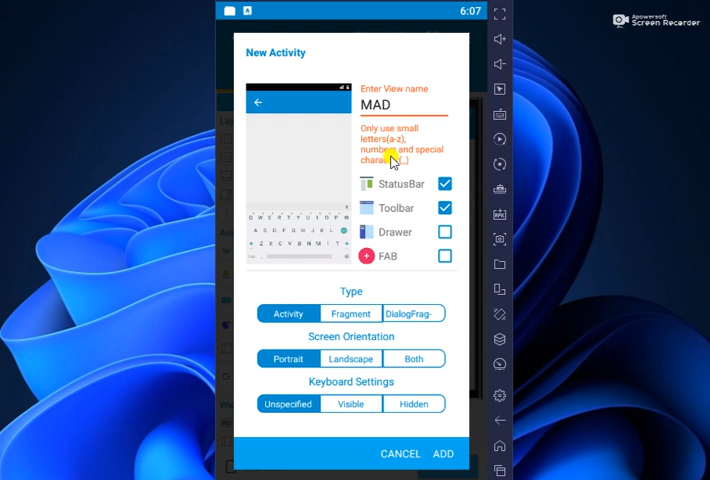 Apowersoft
Screen Recorder
6:07
New Activity
Enter View name
MAD
Only use small
letters(a-z),
numbers and special
character(_)
StatusBar
Toolbar
Drawer
FAB
Type
Activity
Fragment
DialogFrag-
Screen Orientation
Portrait
Landscape
Both
Keyboard Settings
Unspecified
Visible
Hidden
CANCEL
ADD